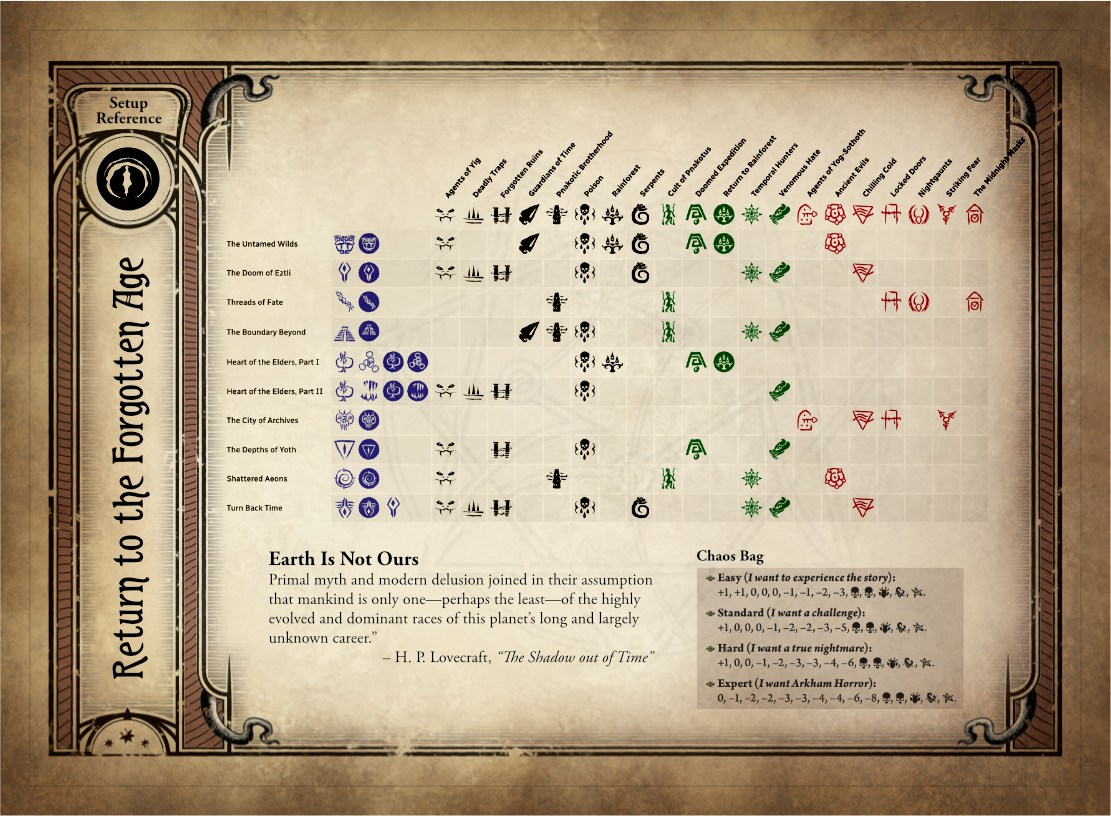 Setup
Reference
Return to the Forgotten Age
Agents of Yig
Deadly Traps
Forgotten Ruins
Guardians of Time
Pnakotic Brotherhood
Poison
Rainforest
Serpents
Cult of Pnakotus
Doomed Expedition
Return to Rainforest
Temporal Hunters
Venomous Hate
Agents of Yog-Sothoth
Ancient Evils
Chilling Cold
Locked Doors
Nightgaunts
Striking Fear
The Midnight Masks
The Untamed Wilds
The Doom of Eztli
Threads of Fate
The Boundary Beyond
Heart of the Elders, Part I
Heart of the Elders, Part II
The City of Archives
The Depths of Yoth
Shattered Aeons
Turn Back Time
Earth Is Not Ours
Primal myth and modern delusion joined in their assumption
that mankind is only one—perhaps the least—of the highly
evolved and dominant races of this planet's long and largely
unknown career.”
– H. P. Lovecraft, “The Shadow out of Time”
Chaos Bag
Easy (I want to experience the story):
+1, +1, 0, 0, 0, –1, –1, –2, –3, , , , , .
Standard (I want a challenge):
+1, 0, 0, 0, –1, –2, –2, –3, –5, , , , , .
Hard (I want a true nightmare):
+1, 0, 0, –1, –2, –3, –3, –4, –6, , , , , .
Expert (I want Arkham Horror):
0, –1, –2, –2, –3, –3, –4, –4, –6, –8, , , , , .